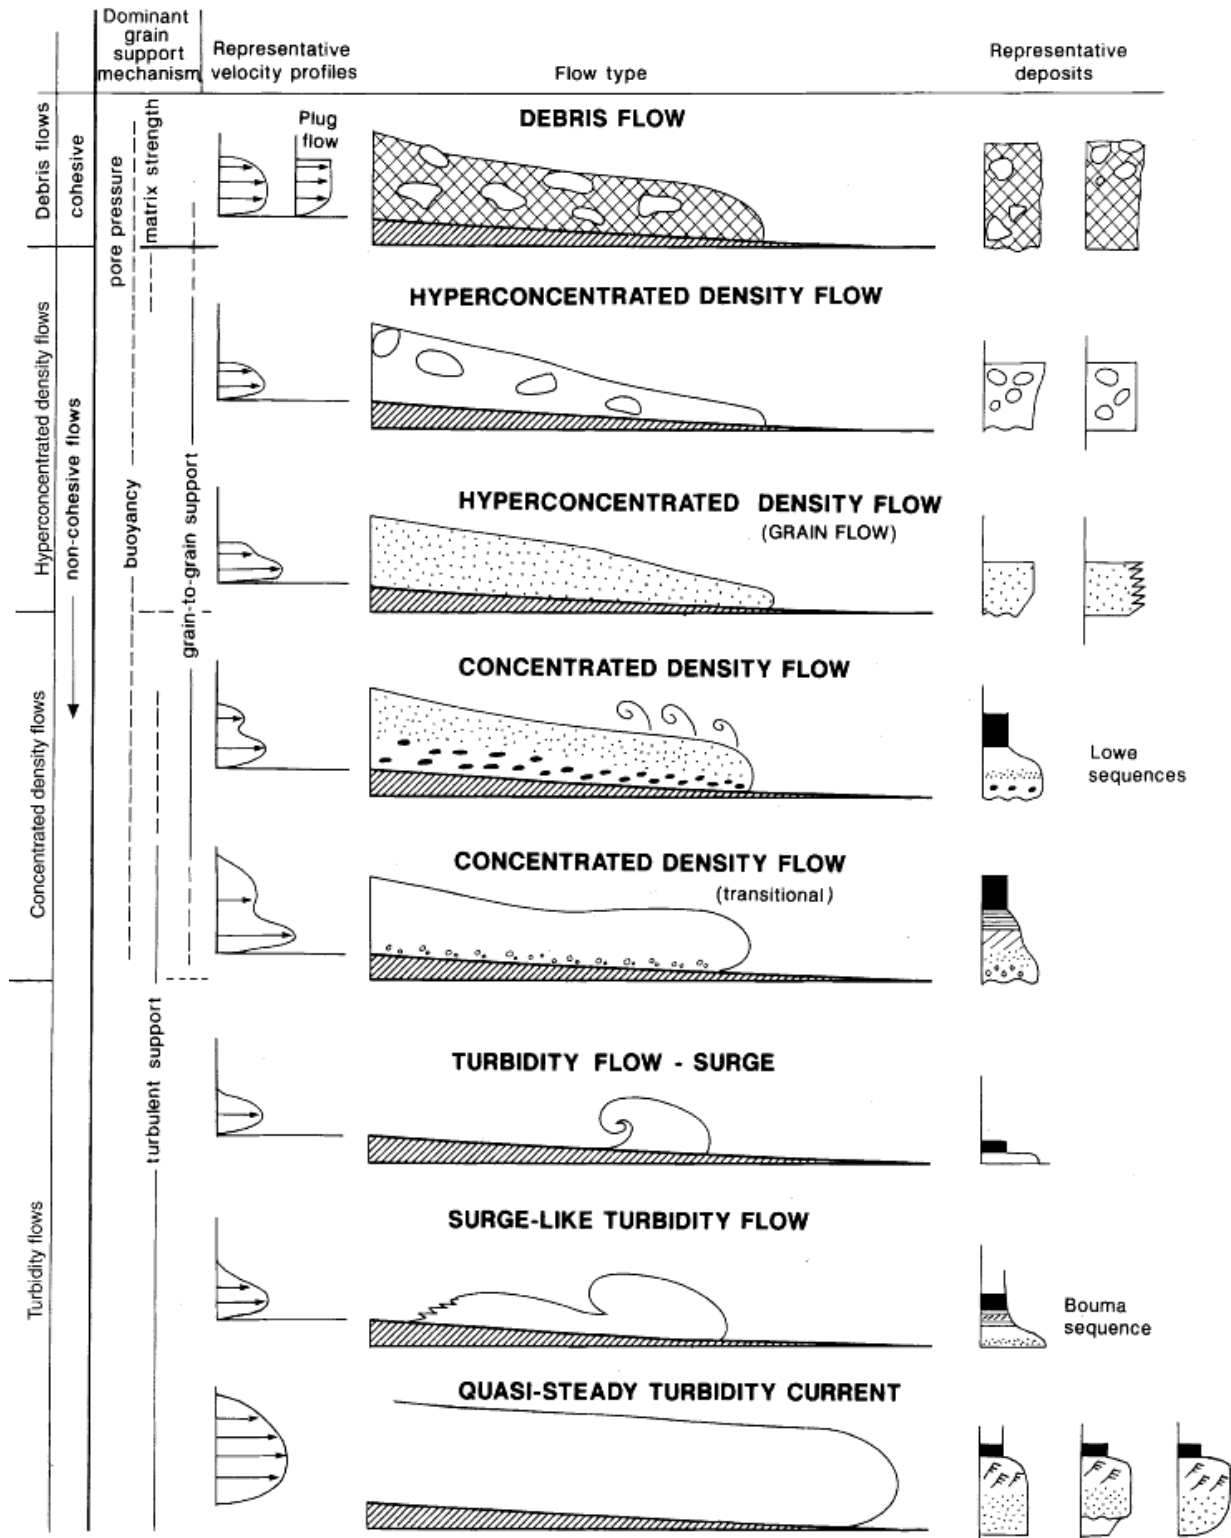 Dominant
grain
support
mechanism
Representative
velocity profiles
Flow type
Representative
deposits
Debris flows
cohesive
pore pressure
matrix strength
Plug
flow
DEBRIS FLOW
Hyperconcentrated density flows
non-cohesive flows
buoyancy
grain-to-grain support
HYPERCONCENTRATED DENSITY FLOW
HYPERCONCENTRATED DENSITY FLOW
(GRAIN FLOW)
Concentrated density flows
CONCENTRATED DENSITY FLOW
Lowe
sequences
CONCENTRATED DENSITY FLOW
(transitional)
Turbidity flows
turbulent support
TURBIDITY FLOW - SURGE
SURGE-LIKE TURBIDITY FLOW
Bouma
sequence
QUASI-STEADY TURBIDITY CURRENT